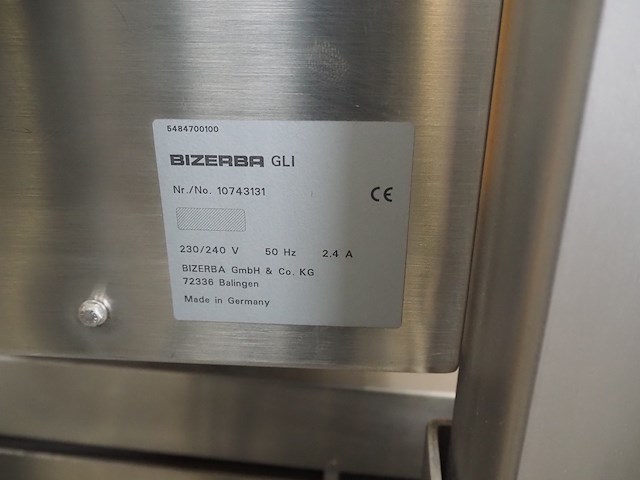 5484700100
BIZERBA GLI
Nr./No. 10743131
CE
230/240 V 50 Hz 2,4 A
BIZERBA GmbH & Co. KG
72336 Balingen
Made in Germany